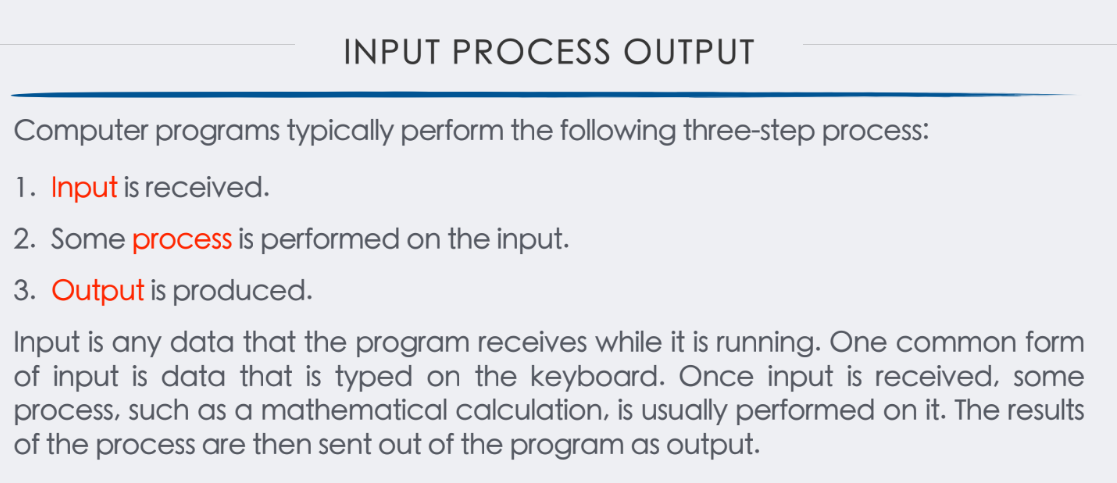 INPUT PROCESS OUTPUT
Computer programs typically perform the following three-step process:
1. Input is received.
2. Some process is performed on the input.
3. Output is produced.
Input is any data that the program receives while it is running. One common form
of input is data that is typed on the keyboard. Once input is received, some
process, such as a mathematical calculation, is usually performed on it. The results
of the process are then sent out of the program as output.